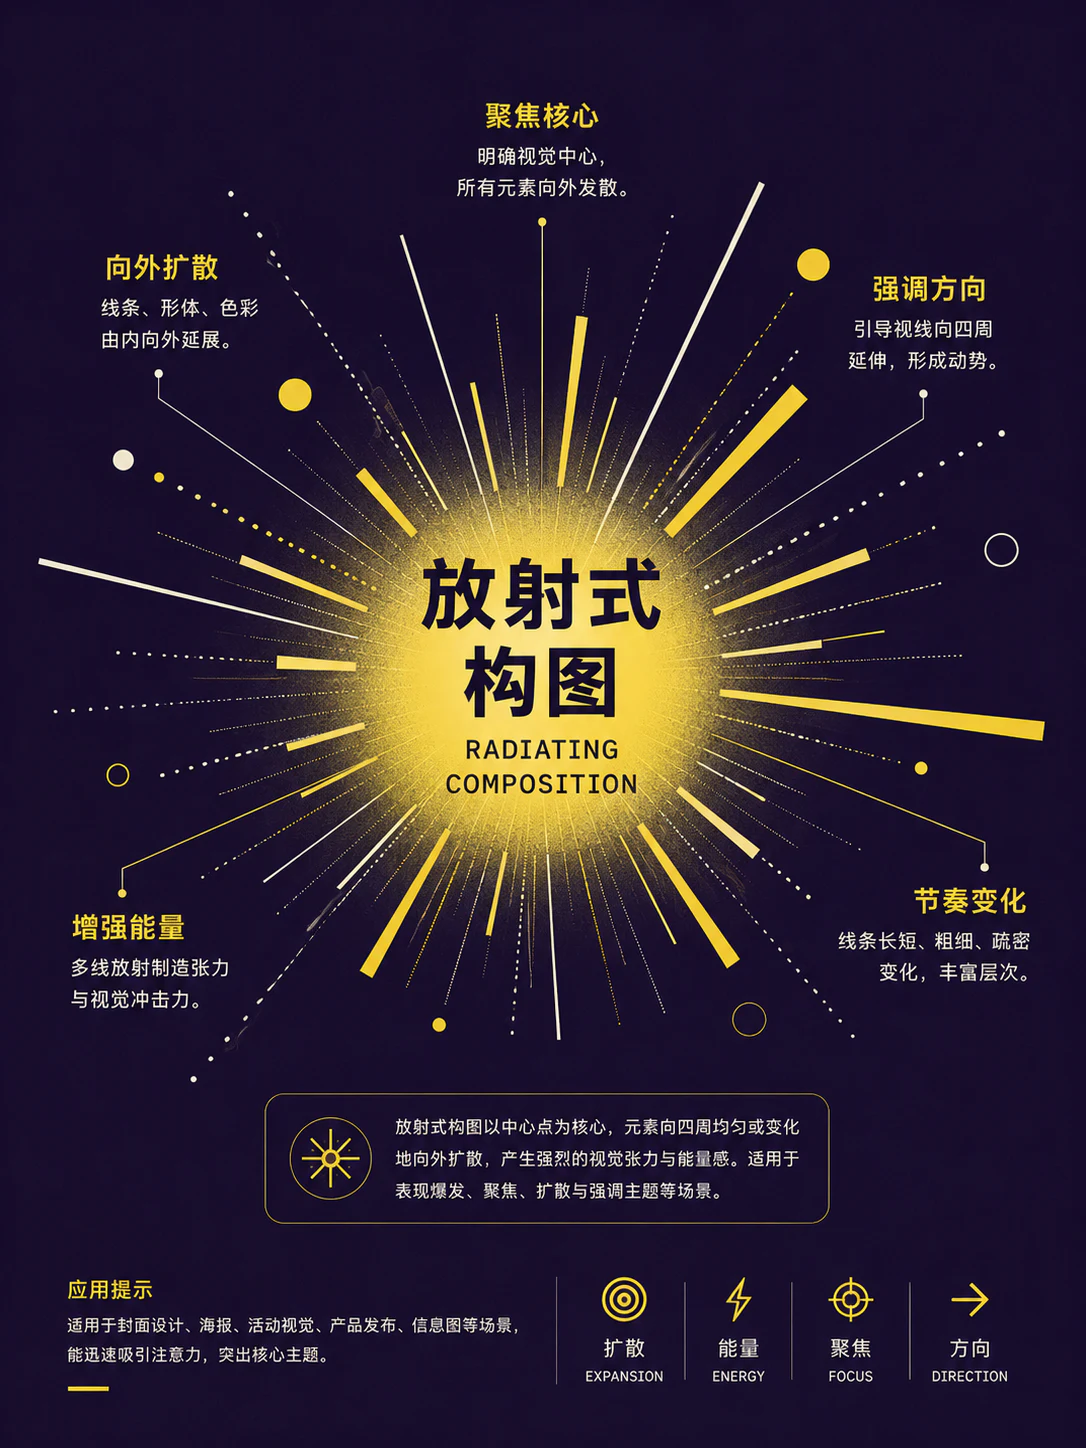 聚焦核心
明确视觉中心，
所有元素向外发散。
向外扩散
线条、形体、色彩
由内向外延展。
强调方向
引导视线向四周
延伸，形成动势。
放射式
构图
RADIATING
COMPOSITION
增强能量
多线放射制造张力
与视觉冲击力。
节奏变化
线条长短、粗细、疏密
变化，丰富层次。
放射式构图以中心点为核心，元素向四周均匀或变化
地向外扩散，产生强烈的视觉张力与能量感。适用于
表现爆发、聚焦、扩散与强调主题等场景。
应用提示
适用于封面设计、海报、活动视觉、产品发布、信息图等场景，
能迅速吸引注意力，突出核心主题。
扩散
EXPANSION
能量
ENERGY
聚焦
FOCUS
方向
DIRECTION